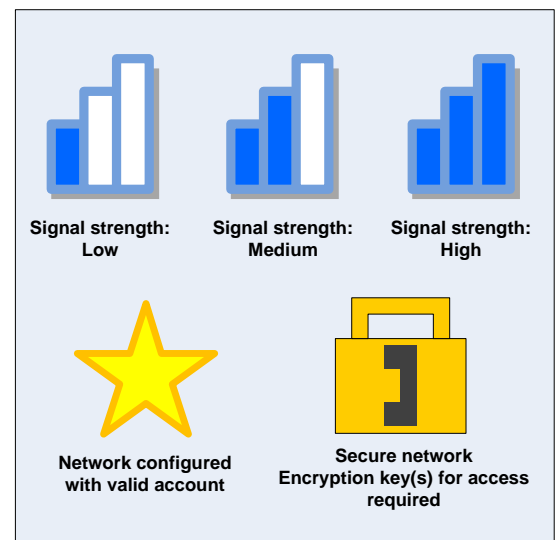 Signal strength:
Low
Signal strength:
Medium
Signal strength:
High
Network configured
with valid account
Secure network
Encryption key(s) for access
required